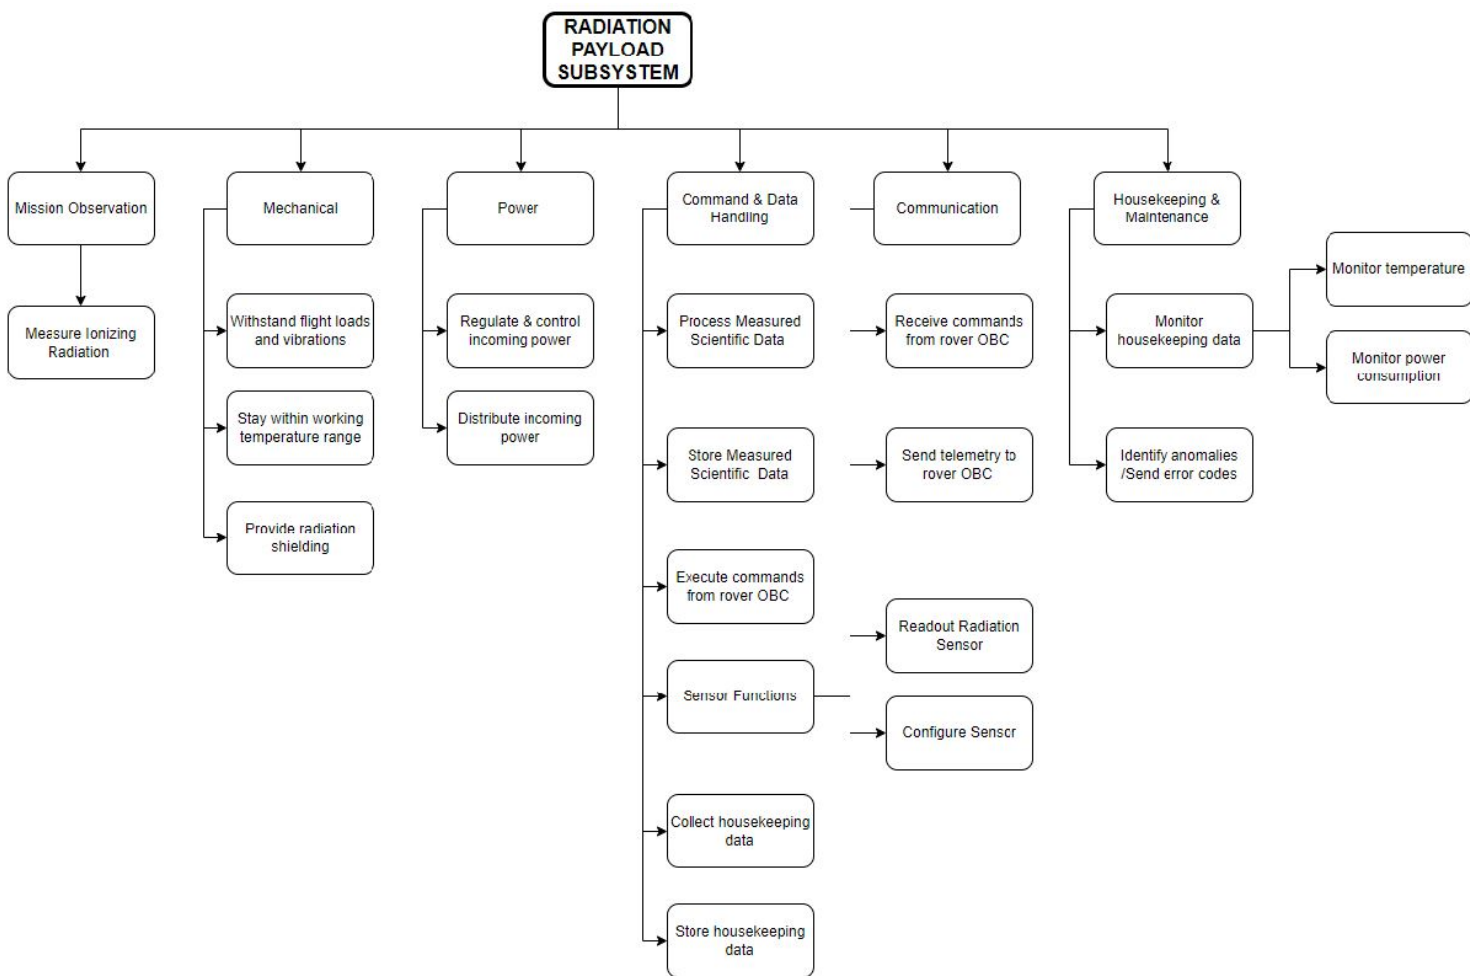 RADIATION
PAYLOAD
SUBSYSTEM
Mission Observation
Mechanical
Power
Command & Data
Handling
Communication
Housekeeping &
Maintenance
Measure Ionizing
Radiation
Withstand flight loads
and vibrations
Stay within working
temperature range
Provide radiation
shielding
Regulate & control
incoming power
Distribute incoming
power
Process Measured
Scientific Data
Store Measured
Scientific Data
Execute commands
from rover OBC
Sensor Functions
Collect housekeeping
data
Store housekeeping
data
Receive commands
from rover OBC
Send telemetry to
rover OBC
Readout Radiation
Sensor
Configure Sensor
Monitor
housekeeping data
Identify anomalies
/Send error codes
Monitor temperature
Monitor power
consumption